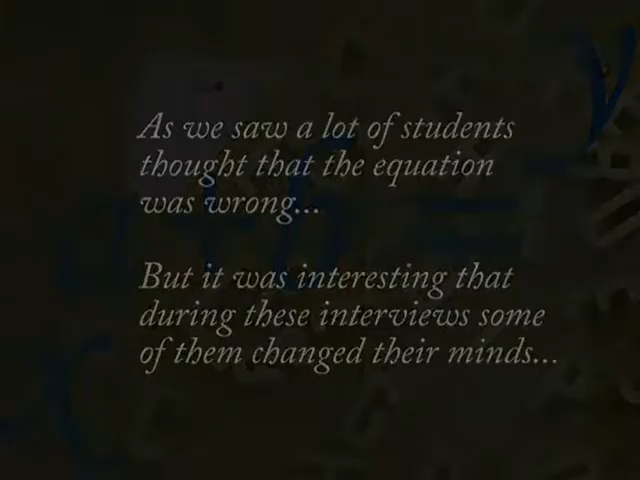 As we saw a lot of students
thought that the equation
was wrong...
But it was interesting that
during these interviews some
of them changed their minds...